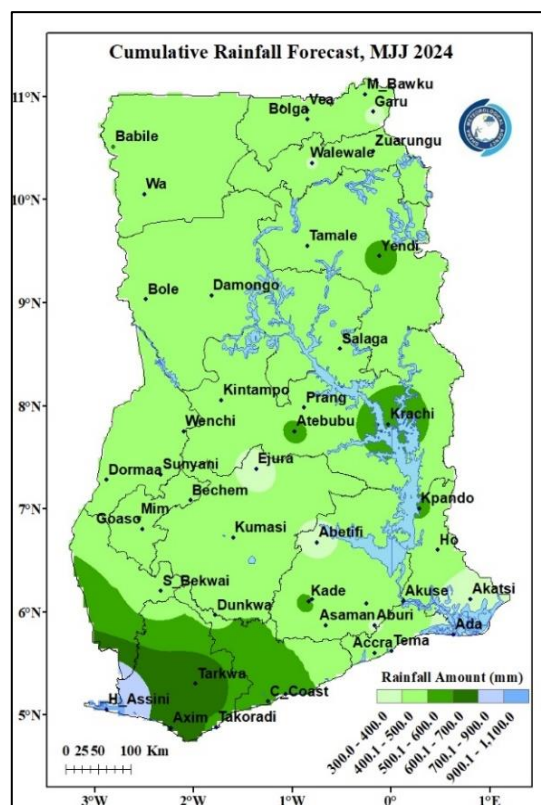 Cumulative Rainfall Forecast, MJJ 2024
11°N
10°N
9°N
8°N
7°N
6°N
5°N
M_Bawku
Garu
Vea
Bolga
Zuarungu
Babile
Walewale
Wa
Tamale
Yendi
Damongo
Bole
Salaga
Kintampo
Prang
Krachi
Wenchi
Atebubu
Ejura
Sunyani
Dormaa
Bechem
Kpando
Mim
Goaso
Abetifi
Kumasi
Ho
S_Bekwai
Kade
Akuse
Akatsi
Dunkwa
Asaman
Aburi
Ada
Accra
Tema
Tarkwa
C_Coast
H_Assini
Axim
Takoradi
Rainfall Amount (mm)
300.0 - 400.0
400.1 - 500.0
500.1 - 600.0
600.1 - 700.0
700.1 - 900.0
900.1 - 1,100.0
0 25 50 100 Km
3°W
2°W
1°W
0°
1°E